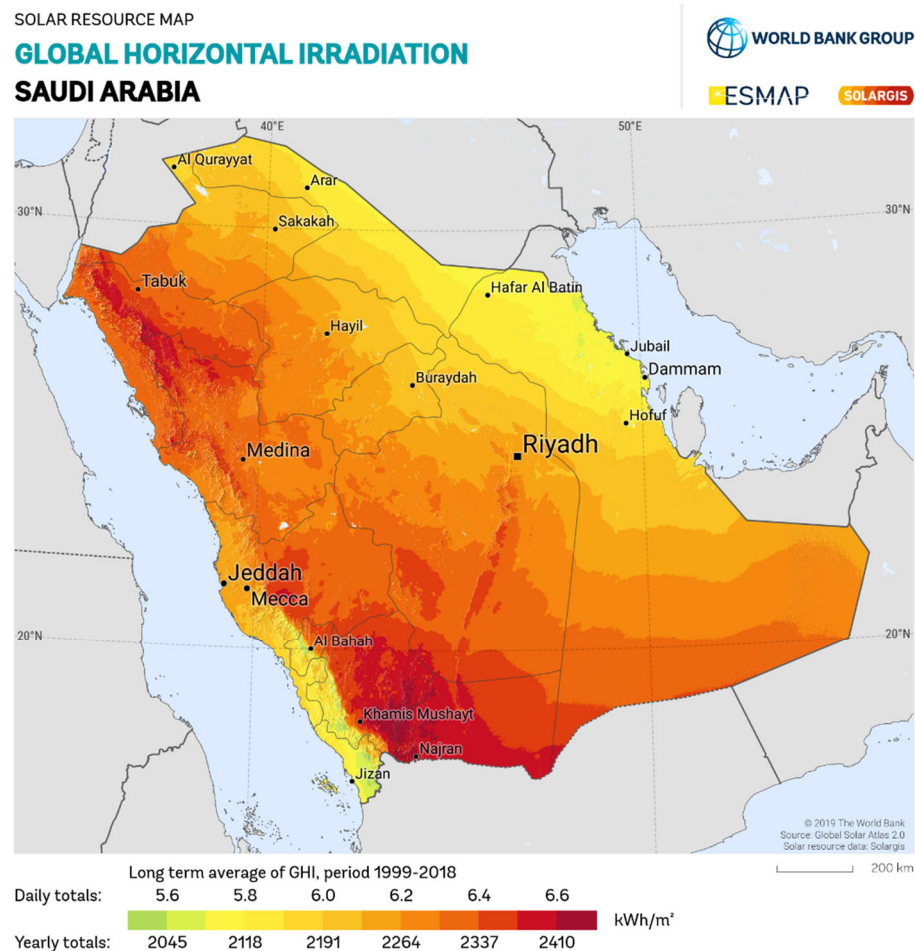 SOLAR RESOURCE MAP
GLOBAL HORIZONTAL IRRADIATION
SAUDI ARABIA
WORLD BANK GROUP
ESMAP
SOLARGIS
40°E
50°E
30°N
30°N
Al Qurayyat
Arar
Sakakah
Tabuk
Hafar Al Batin
Hayil
Jubail
Dammam
Buraydah
Hofuf
Riyadh
Medina
Jeddah
Mecca
20°N
20°N
Al Bahah
Khamis Mushayt
Najran
Jizan
© 2019 The World Bank
Source: Global Solar Atlas 2.0
Solar resource data: Solargis
200 km
Long term average of GHI, period 1999-2018
Daily totals: 5.6 5.8 6.0 6.2 6.4 6.6
kWh/m²
Yearly totals: 2045 2118 2191 2264 2337 2410